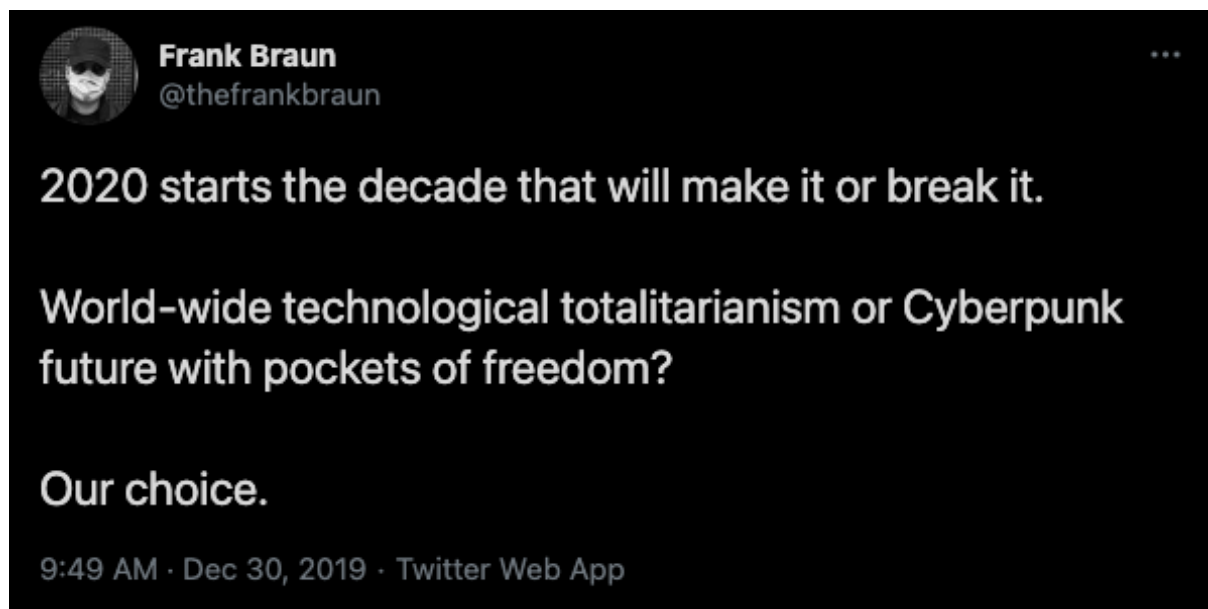 Frank Braun
@thefrankbraun
2020 starts the decade that will make it or break it.
World-wide technological totalitarianism or Cyberpunk
future with pockets of freedom?
Our choice.
9:49 AM · Dec 30, 2019 · Twitter Web App